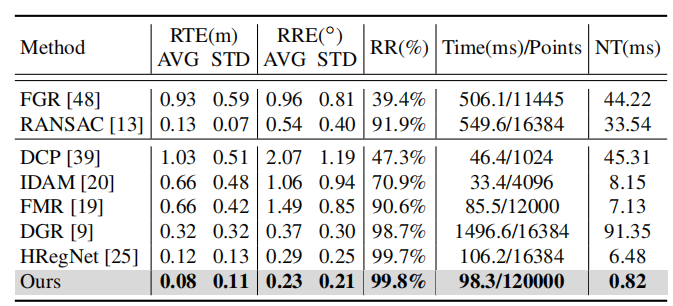 Method RTE(m) RRE(°) RR(%) Time(ms)/Points NT(ms)
AVG STD AVG STD
FGR [48] 0.93 0.59 0.96 0.81 39.4% 506.1/11445 44.22
RANSAC [13] 0.13 0.07 0.54 0.40 91.9% 549.6/16384 33.54
DCP [39] 1.03 0.51 2.07 1.19 47.3% 46.4/1024 45.31
IDAM [20] 0.66 0.48 1.06 0.94 70.9% 33.4/4096 8.15
FMR [19] 0.66 0.42 1.49 0.85 90.6% 85.5/12000 7.13
DGR [9] 0.32 0.32 0.37 0.30 98.7% 1496.6/16384 91.35
HRegNet [25] 0.12 0.13 0.29 0.25 99.7% 106.2/16384 6.48
Ours 0.08 0.11 0.23 0.21 99.8% 98.3/120000 0.82